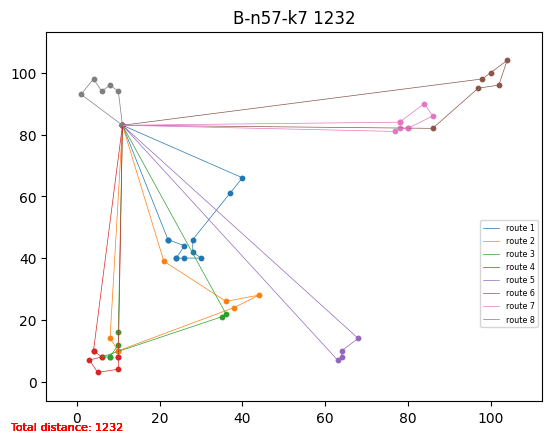 B-n57-k7 1232
100
80
60
40
20
0
0 20 40 60 80 100
route 1
route 2
route 3
route 4
route 5
route 6
route 7
route 8
Total distance: 1232